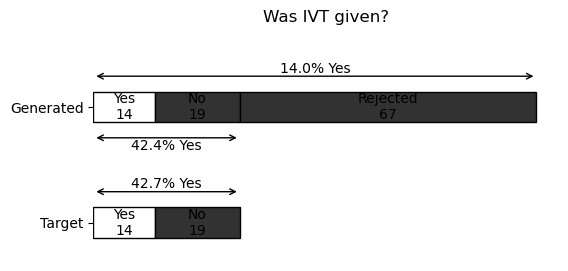 Was IVT given?
14.0% Yes
Generated
Yes
14
No
19
Rejected
67
42.4% Yes
42.7% Yes
Target
Yes
14
No
19